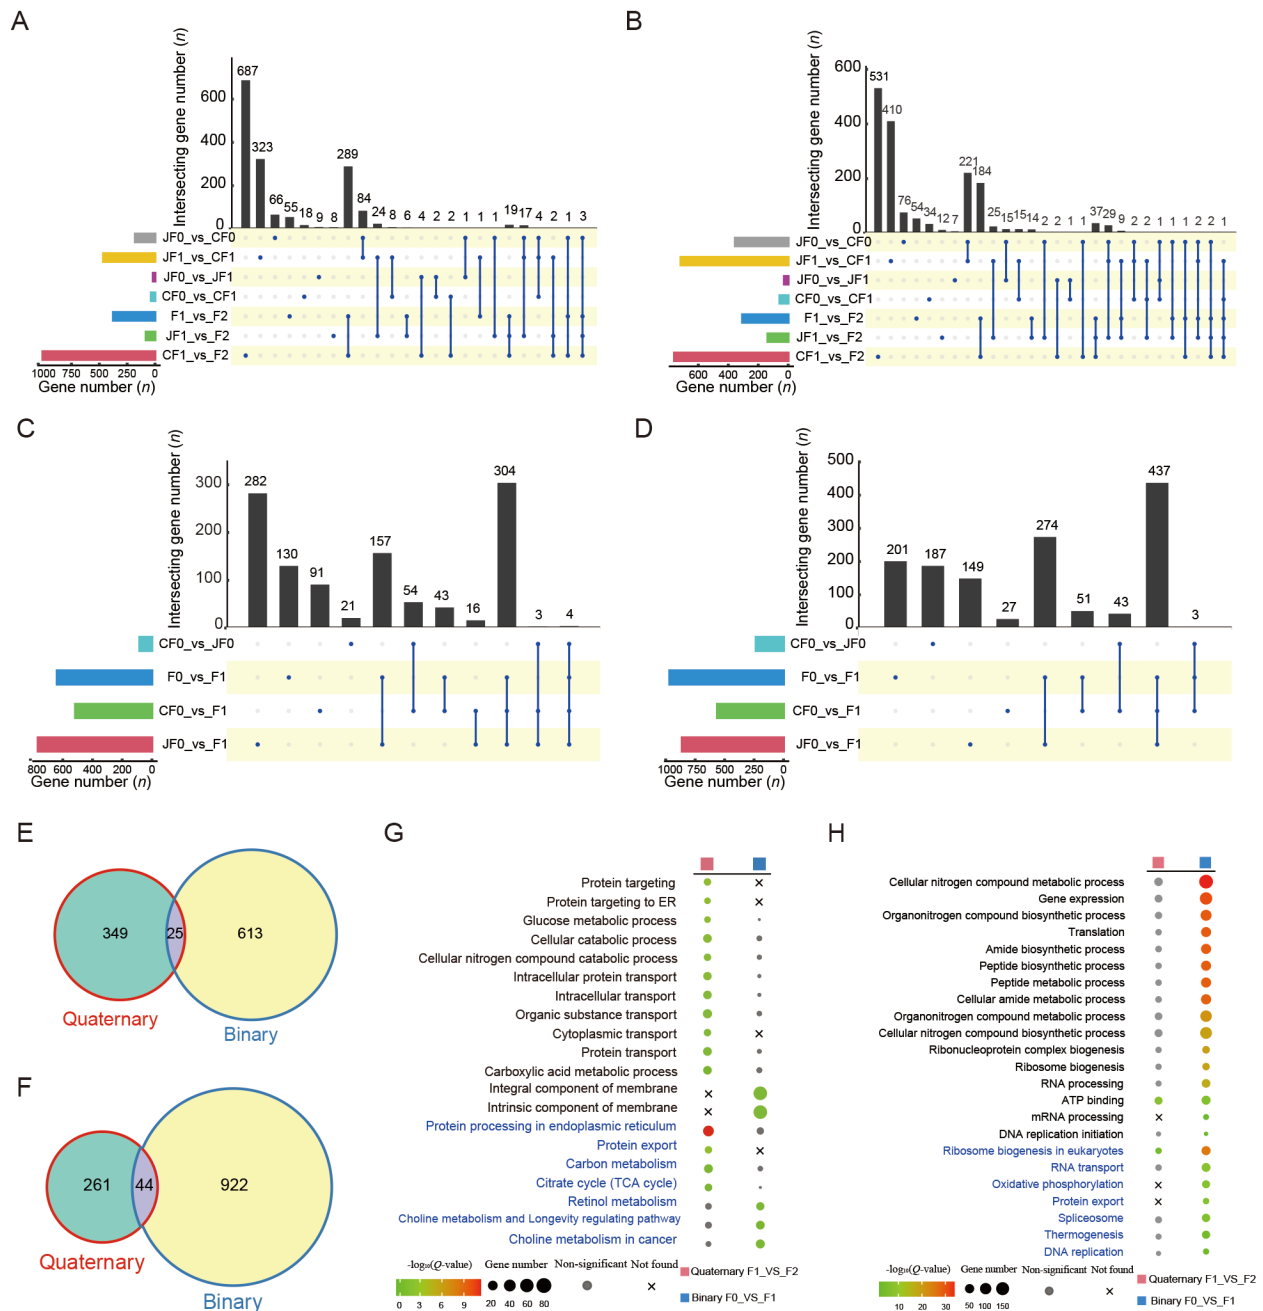 A
Intersecting gene number (n)
600
400
200
0
687
323
66
55
18
9
8
289
84
24
8
6
4
2
2
1
1
1
19
17
4
2
1
3
JF0_vs_CF0
JF1_vs_CF1
JF0_vs_JF1
CF0_vs_CF1
F1_vs_F2
JF1_vs_F2
CF1_vs_F2
1000 750 500 250 0
Gene number (n)
B
Intersecting gene number (n)
600
400
200
0
531
410
76
54
34
12
7
221
184
25
15
15
14
2
2
1
1
37
29
9
2
2
1
1
1
2
2
1
JF0_vs_CF0
JF1_vs_CF1
JF0_vs_JF1
CF0_vs_CF1
F1_vs_F2
JF1_vs_F2
CF1_vs_F2
600 400 200 0
Gene number (n)
C
Intersecting gene number (n)
300
200
100
0
282
130
91
21
157
54
43
16
304
3
4
CF0_vs_JF0
F0_vs_F1
CF0_vs_F1
JF0_vs_F1
800 600 400 200 0
Gene number (n)
D
Intersecting gene number (n)
500
400
300
200
100
0
201
187
149
27
274
51
43
437
3
CF0_vs_JF0
F0_vs_F1
CF0_vs_F1
JF0_vs_F1
1000 750 500 250 0
Gene number (n)
E
349
25
613
Quaternary
Binary
F
261
44
922
Quaternary
Binary
G
Protein targeting
Protein targeting to ER
Glucose metabolic process
Cellular catabolic process
Cellular nitrogen compound catabolic process
Intracellular protein transport
Intracellular transport
Organic substance transport
Cytoplasmic transport
Protein transport
Carboxylic acid metabolic process
Integral component of membrane
Intrinsic component of membrane
Protein processing in endoplasmic reticulum
Protein export
Carbon metabolism
Citrate cycle (TCA cycle)
Retinol metabolism
Choline metabolism and Longevity regulating pathway
Choline metabolism in cancer
-log₁₀(Q-value)
0 3 6 9
Gene number
20 40 60 80
Non-significant
Not found
Quaternary F1_VS_F2
Binary F0_VS_F1
H
Cellular nitrogen compound metabolic process
Gene expression
Organonitrogen compound biosynthetic process
Translation
Amide biosynthetic process
Peptide biosynthetic process
Peptide metabolic process
Cellular amide metabolic process
Organonitrogen compound metabolic process
Cellular nitrogen compound biosynthetic process
Ribonucleoprotein complex biogenesis
Ribosome biogenesis
RNA processing
ATP binding
mRNA processing
DNA replication initiation
Ribosome biogenesis in eukaryotes
RNA transport
Oxidative phosphorylation
Protein export
Spliceosome
Thermogenesis
DNA replication
-log₁₀(Q-value)
10 20 30
Gene number
50 100 150
Non-significant
Not found
Quaternary F1_VS_F2
Binary F0_VS_F1